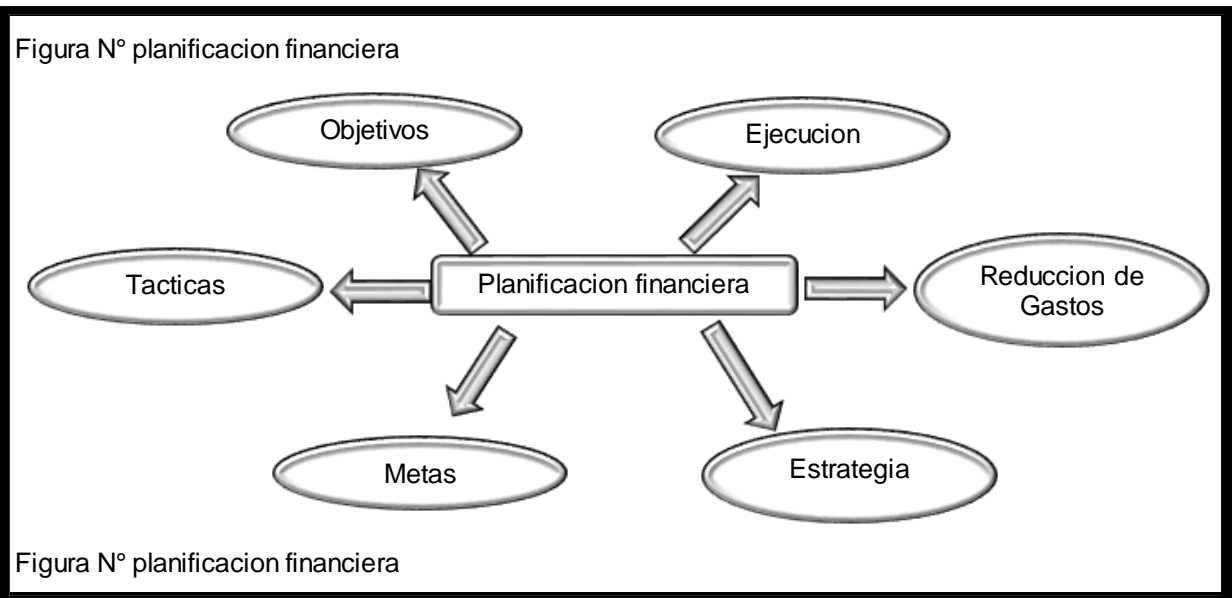 Figura N° planificacion financiera
Objetivos
Ejecucion
Tacticas
Planificacion financiera
Reduccion de
Gastos
Metas
Estrategia
Figura N° planificacion financiera